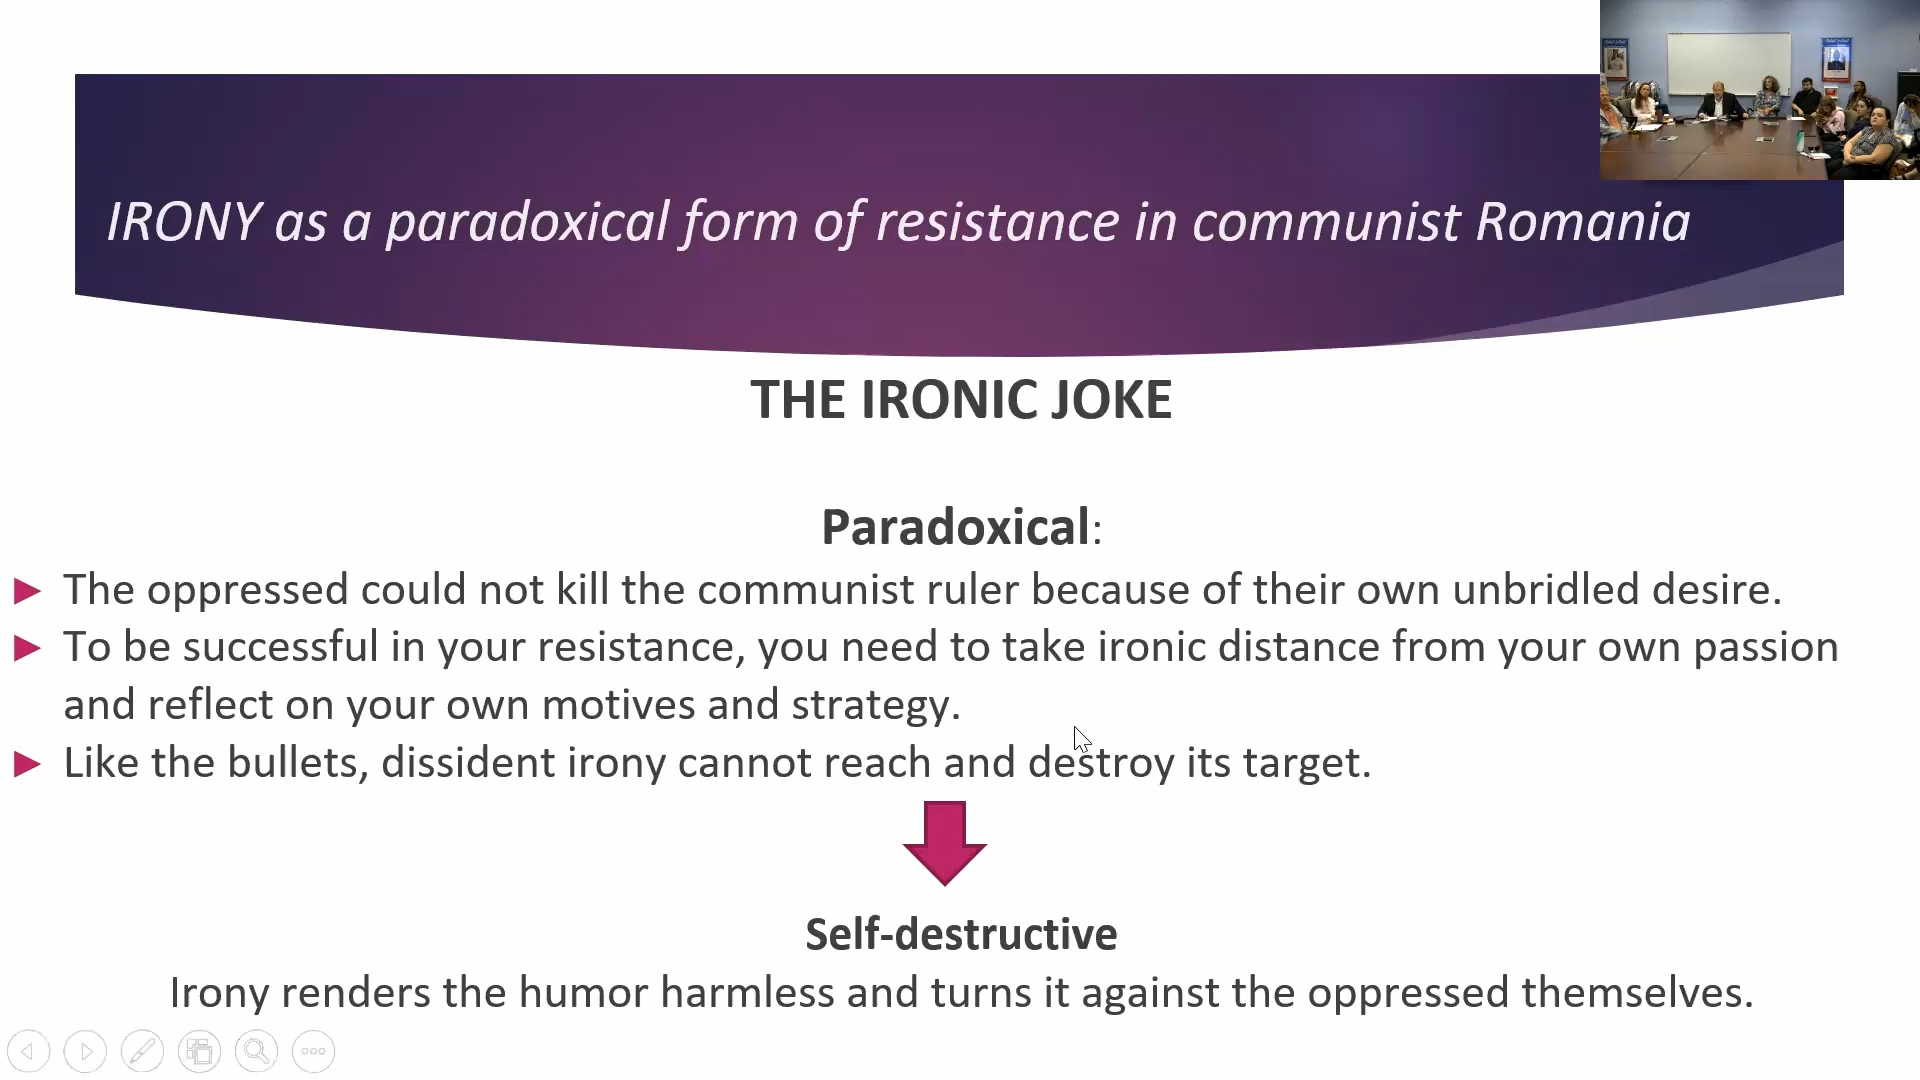 IRONY as a paradoxical form of resistance in communist Romania
THE IRONIC JOKE
Paradoxical:
The oppressed could not kill the communist ruler because of their own unbridled desire.
To be successful in your resistance, you need to take ironic distance from your own passion
and reflect on your own motives and strategy.
Like the bullets, dissident irony cannot reach and destroy its target.
Self-destructive
Irony renders the humor harmless and turns it against the oppressed themselves.